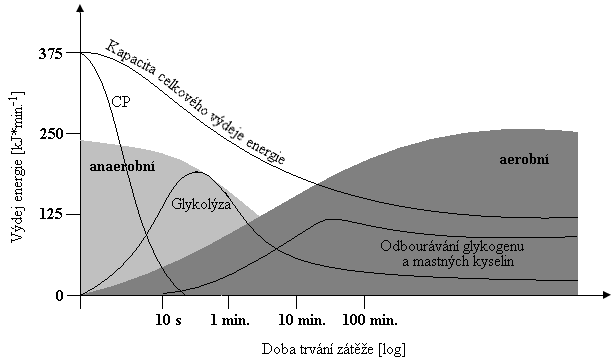 Výdej energie [kJ*min-1]
375
250
125
0
Kapacita celkového výdeje energie
CP
anaerobní
aerobní
Glykolýza
Odbourávání glykogenu
a mastných kyselin
10 s
1 min.
10 min.
100 min.
Doba trvání zátěže [log]